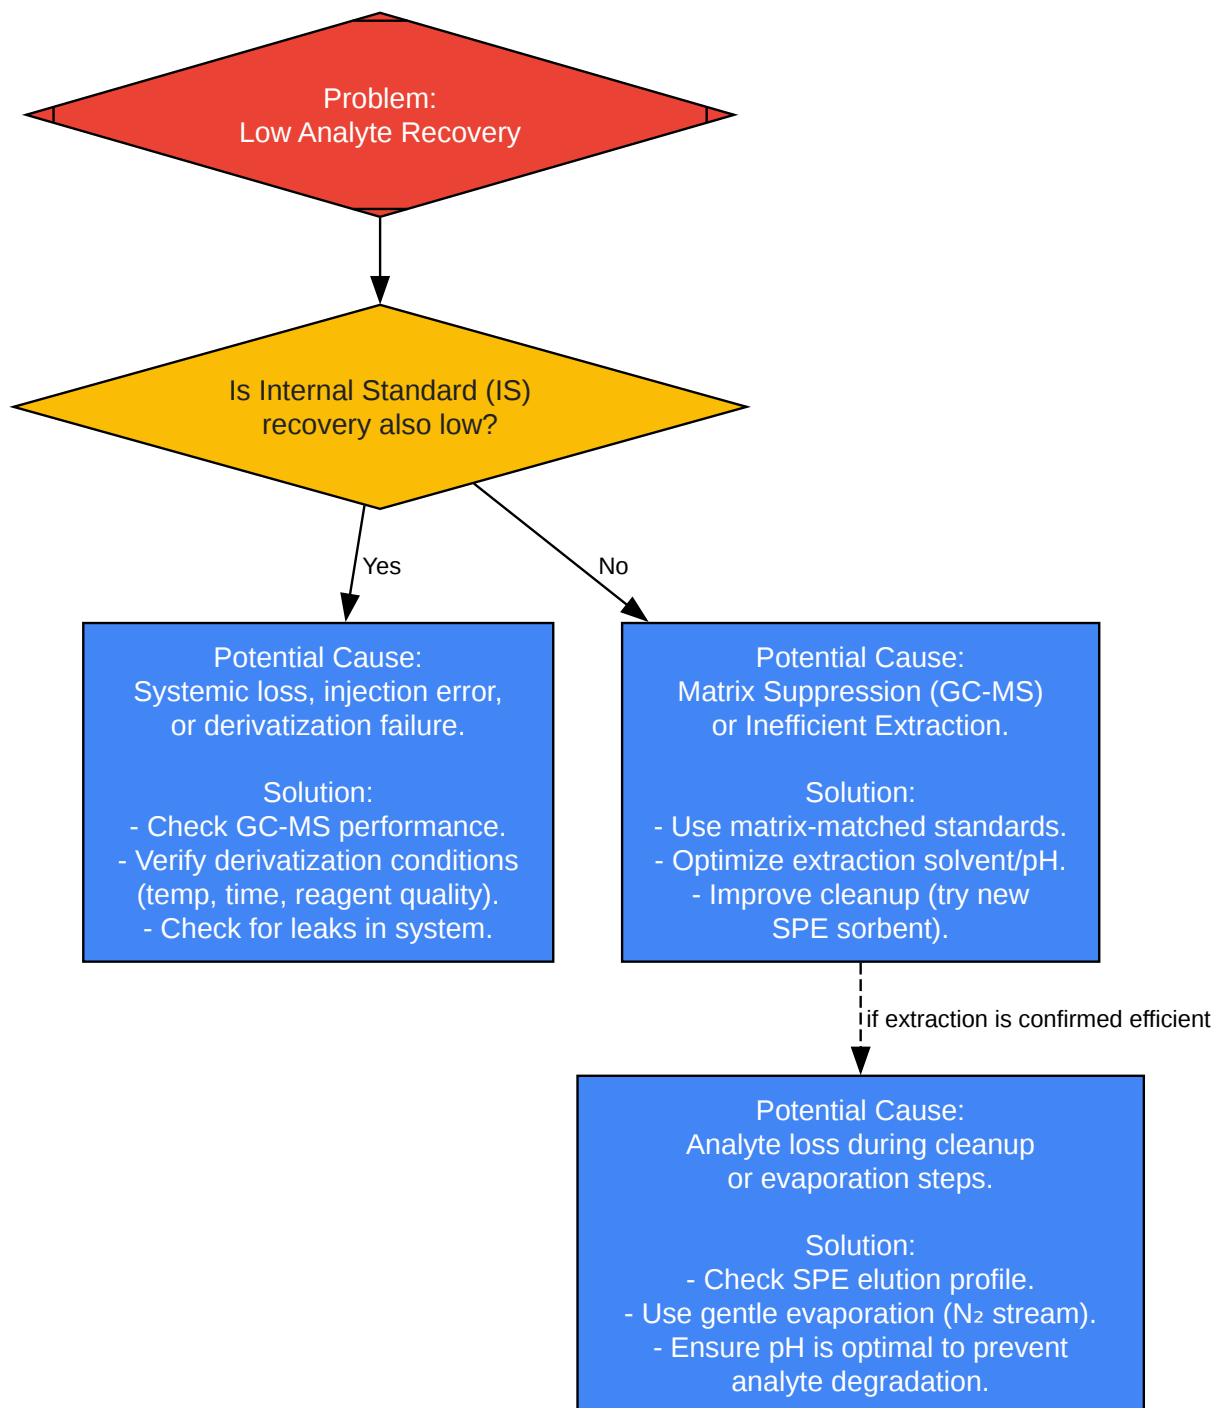 Problem:
Low Analyte Recovery
Is Internal Standard (IS)
recovery also low?
Yes
No
Potential Cause:
Systemic loss, injection error,
or derivatization failure.
Solution:
- Check GC-MS performance.
- Verify derivatization conditions
(temp, time, reagent quality).
- Check for leaks in system.
Potential Cause:
Matrix Suppression (GC-MS)
or Inefficient Extraction.
Solution:
- Use matrix-matched standards.
- Optimize extraction solvent/pH.
- Improve cleanup (try new
SPE sorbent).
if extraction is confirmed efficient
Potential Cause:
Analyte loss during cleanup
or evaporation steps.
Solution:
- Check SPE elution profile.
- Use gentle evaporation (N₂ stream).
- Ensure pH is optimal to prevent
analyte degradation.